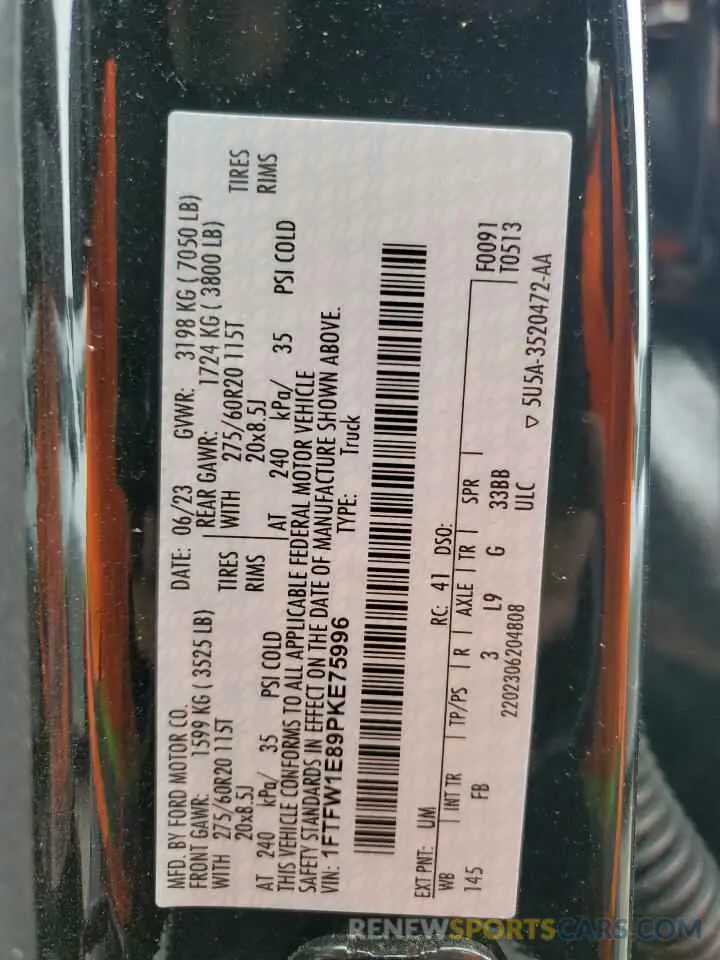 MFD. BY FORD MOTOR CO.
DATE: 06/23 GVWR: 3198 KG ( 7050 LB)
FRONT GAWR: 1599 KG ( 3525 LB)
REAR GAWR: 1724 KG ( 3800 LB)
WITH 275/60R20 115T TIRES
WITH 275/60R20 115T TIRES
20x8.5J RIMS
20x8.5J RIMS
AT 240 kPa/ 35 PSI COLD
AT 240 kPa/ 35 PSI COLD
THIS VEHICLE CONFORMS TO ALL APPLICABLE FEDERAL MOTOR VEHICLE
SAFETY STANDARDS IN EFFECT ON THE DATE OF MANUFACTURE SHOWN ABOVE.
VIN: 1FTFW1E89PKE75996 TYPE: Truck
EXT PNT: UM RC: 41 DSO:
WB INT TR TP/PS R AXLE TR SPR
145 FB 3 L9 G 33BB
F0091
T0513
2202306204808 ULC
▽ 5U5A-3520472-AA
RENEWSPORTSCARS.COM